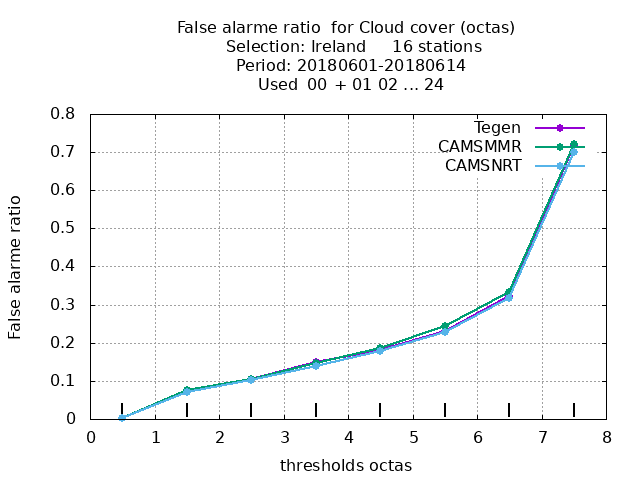 False alarme ratio  for Cloud cover (octas)
Selection: Ireland     16 stations
Period: 20180601-20180614
Used  00  + 01 02 ... 24
Tegen
CAMSMMR
CAMSNRT
False alarme ratio
0.8
0.7
0.6
0.5
0.4
0.3
0.2
0.1
0
0 1 2 3 4 5 6 7 8
thresholds octas